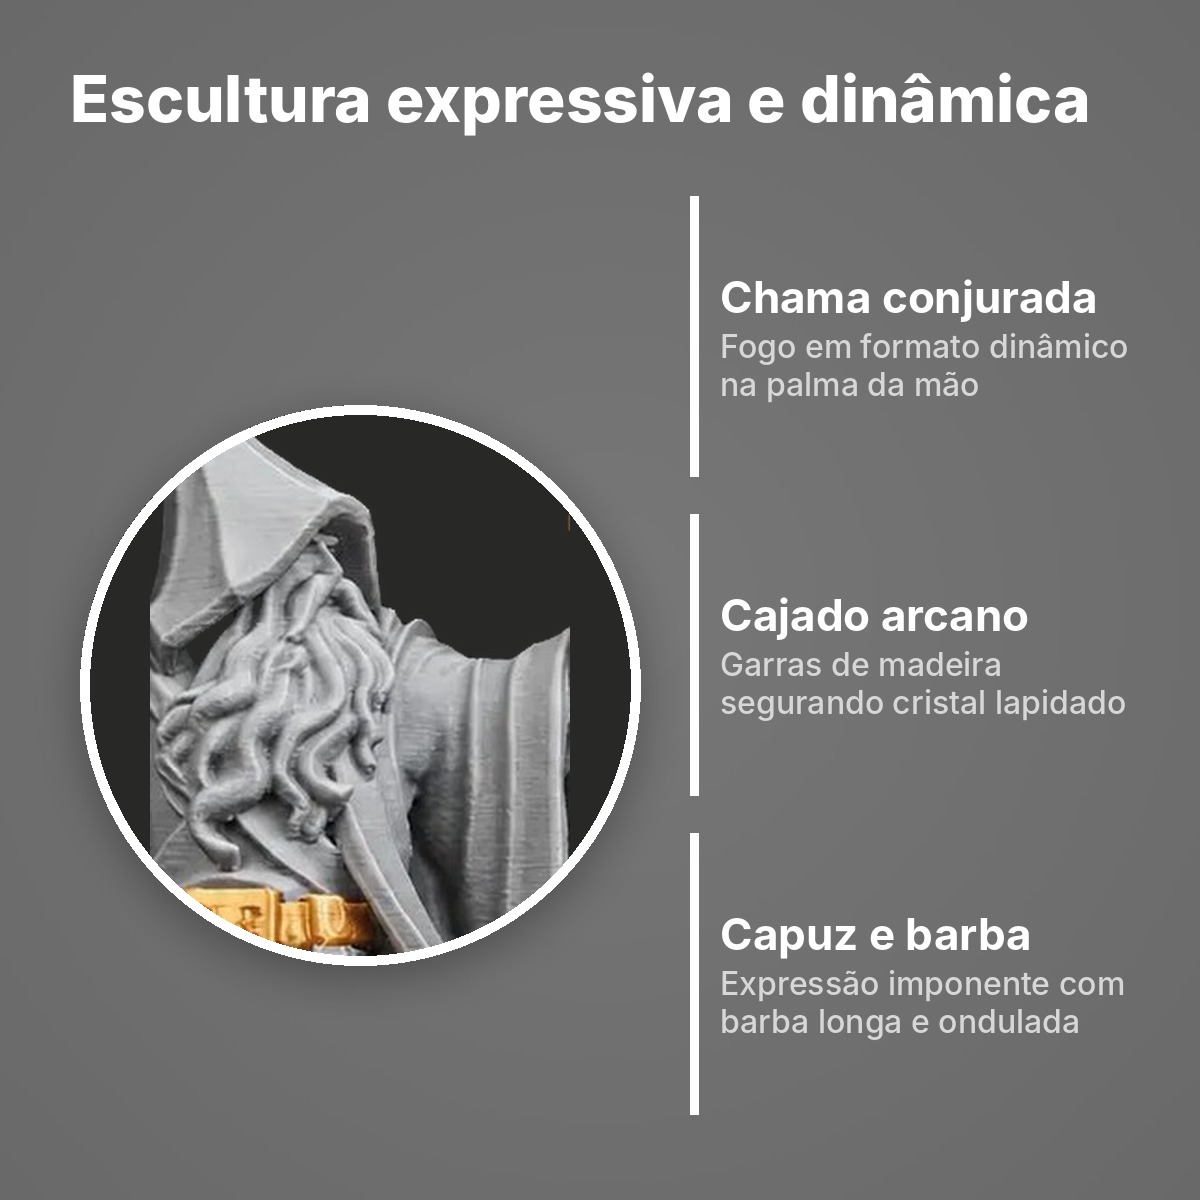 Escultura expressiva e dinâmica
Chama conjurada
Fogo em formato dinâmico
na palma da mão
Cajado arcano
Garras de madeira
segurando cristal lapidado
Capuz e barba
Expressão imponente com
barba longa e ondulada